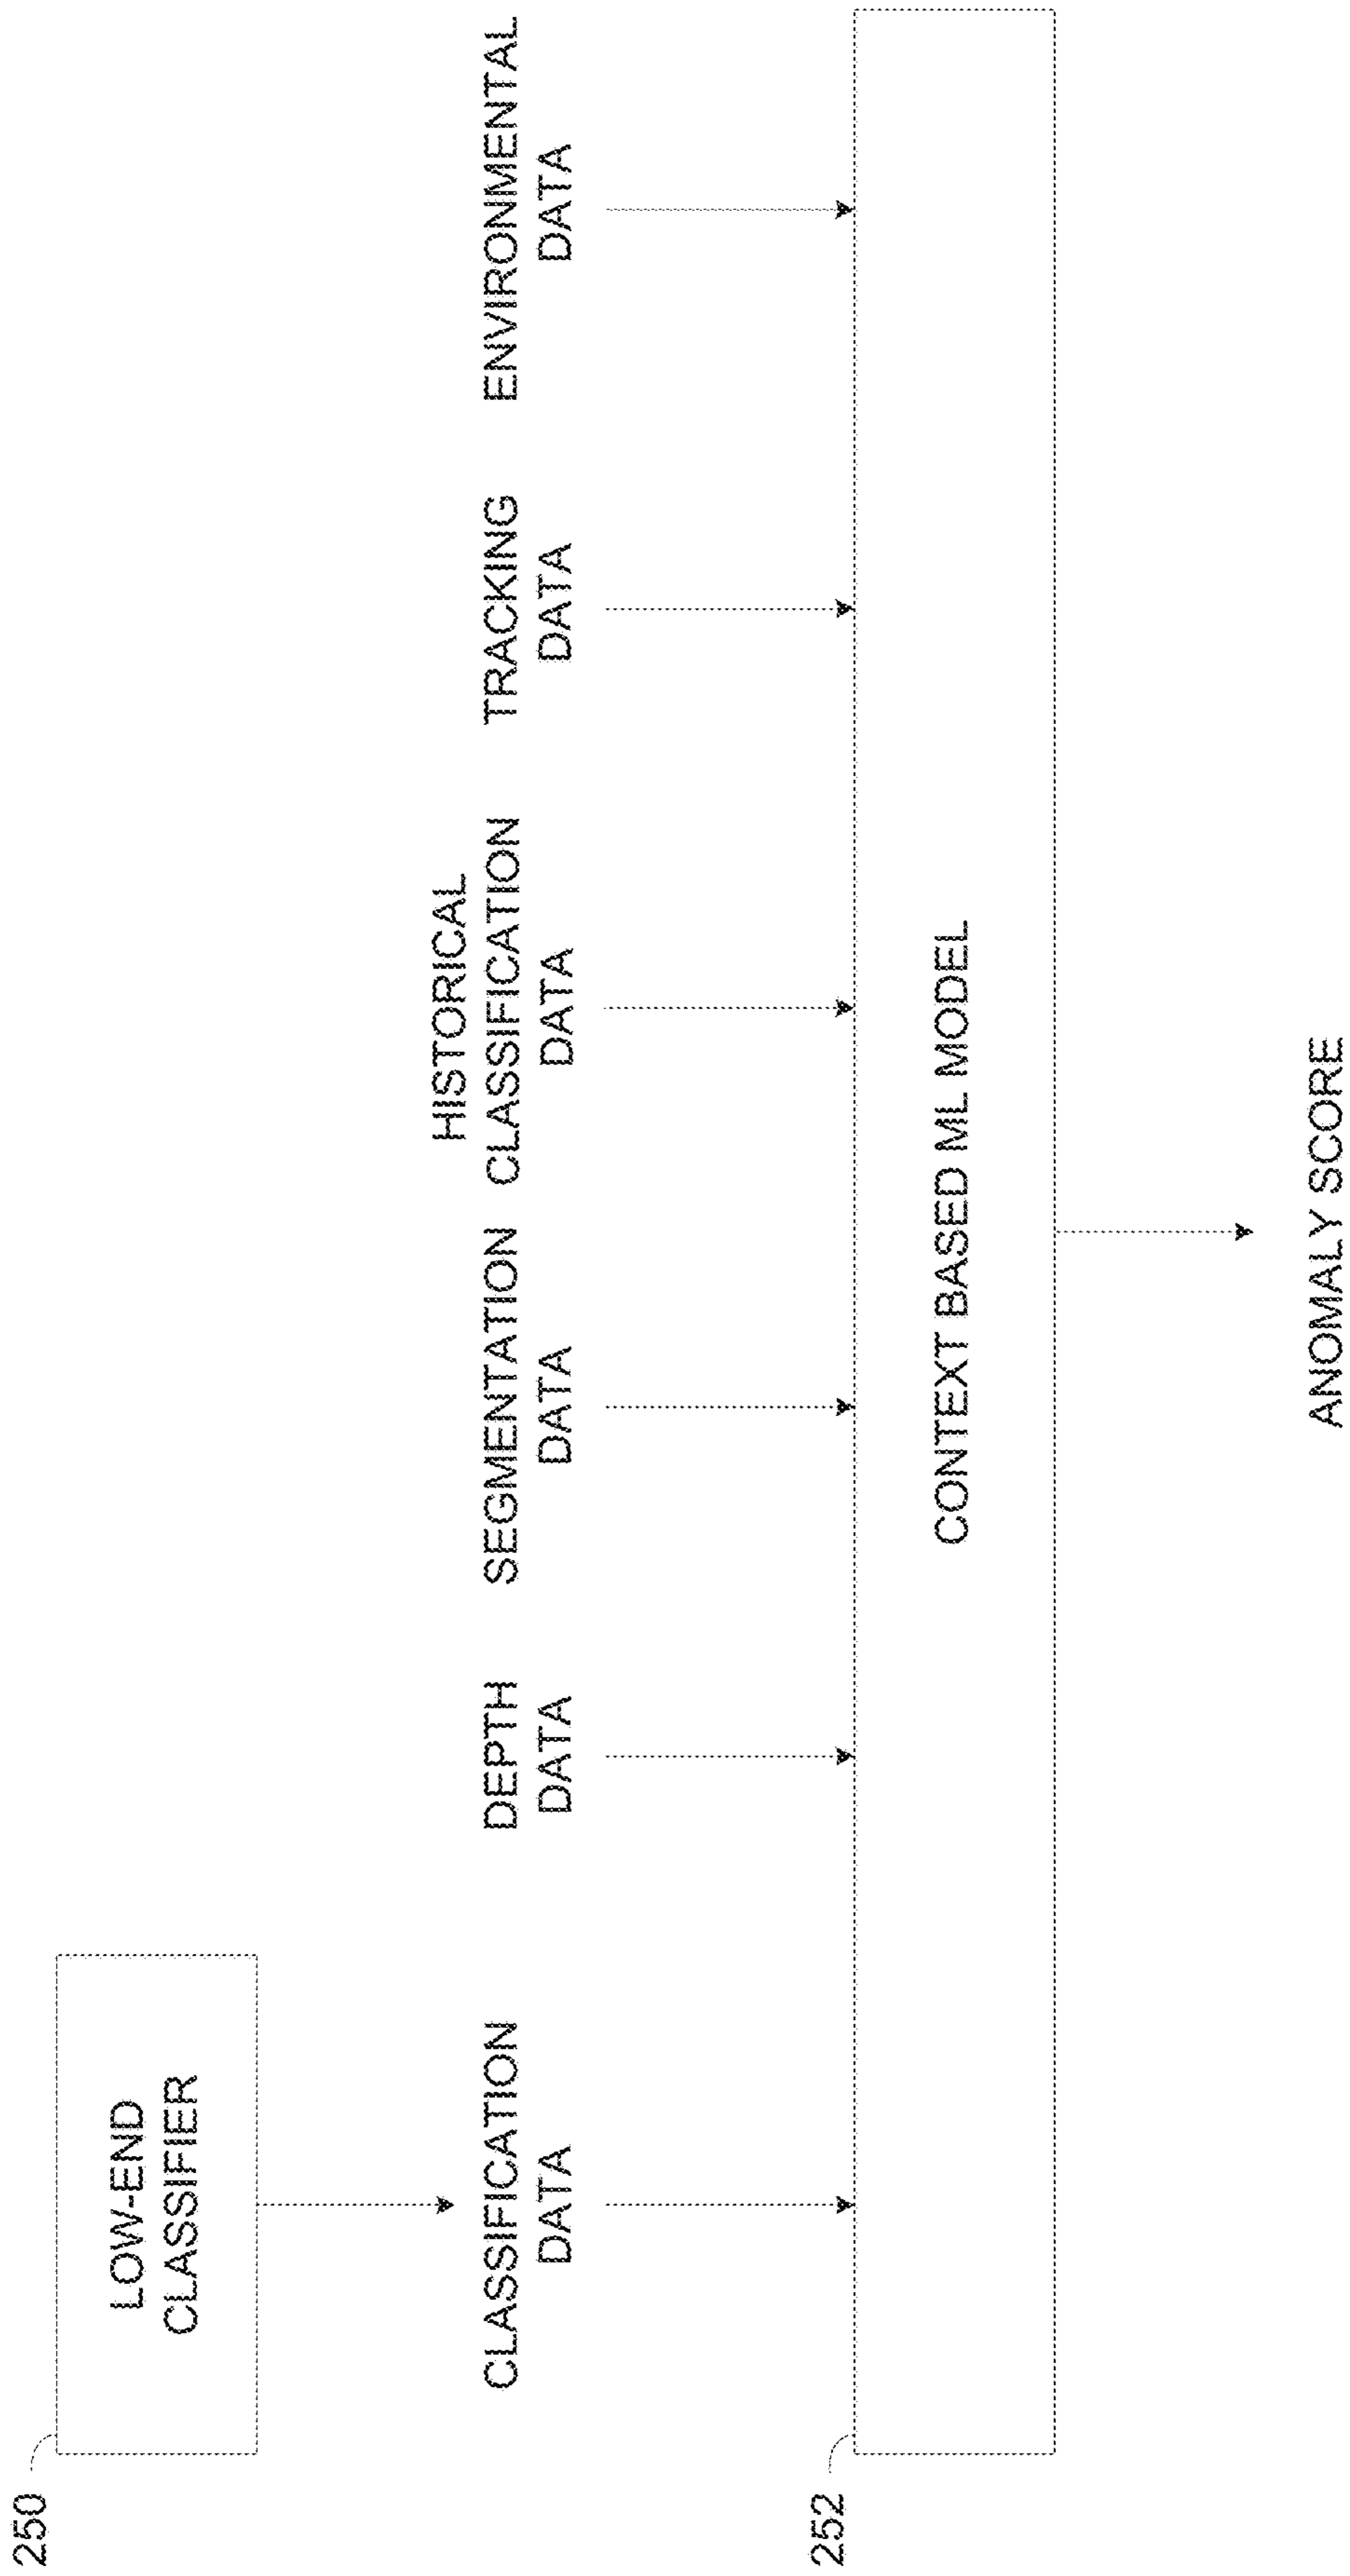 250
LOW-END
CLASSIFIER
CLASSIFICATION
DATA
DEPTH
DATA
SEGMENTATION
DATA
HISTORICAL
CLASSIFICATION
DATA
TRACKING
DATA
ENVIRONMENTAL
DATA
252
CONTEXT BASED ML MODEL
ANOMALY SCORE